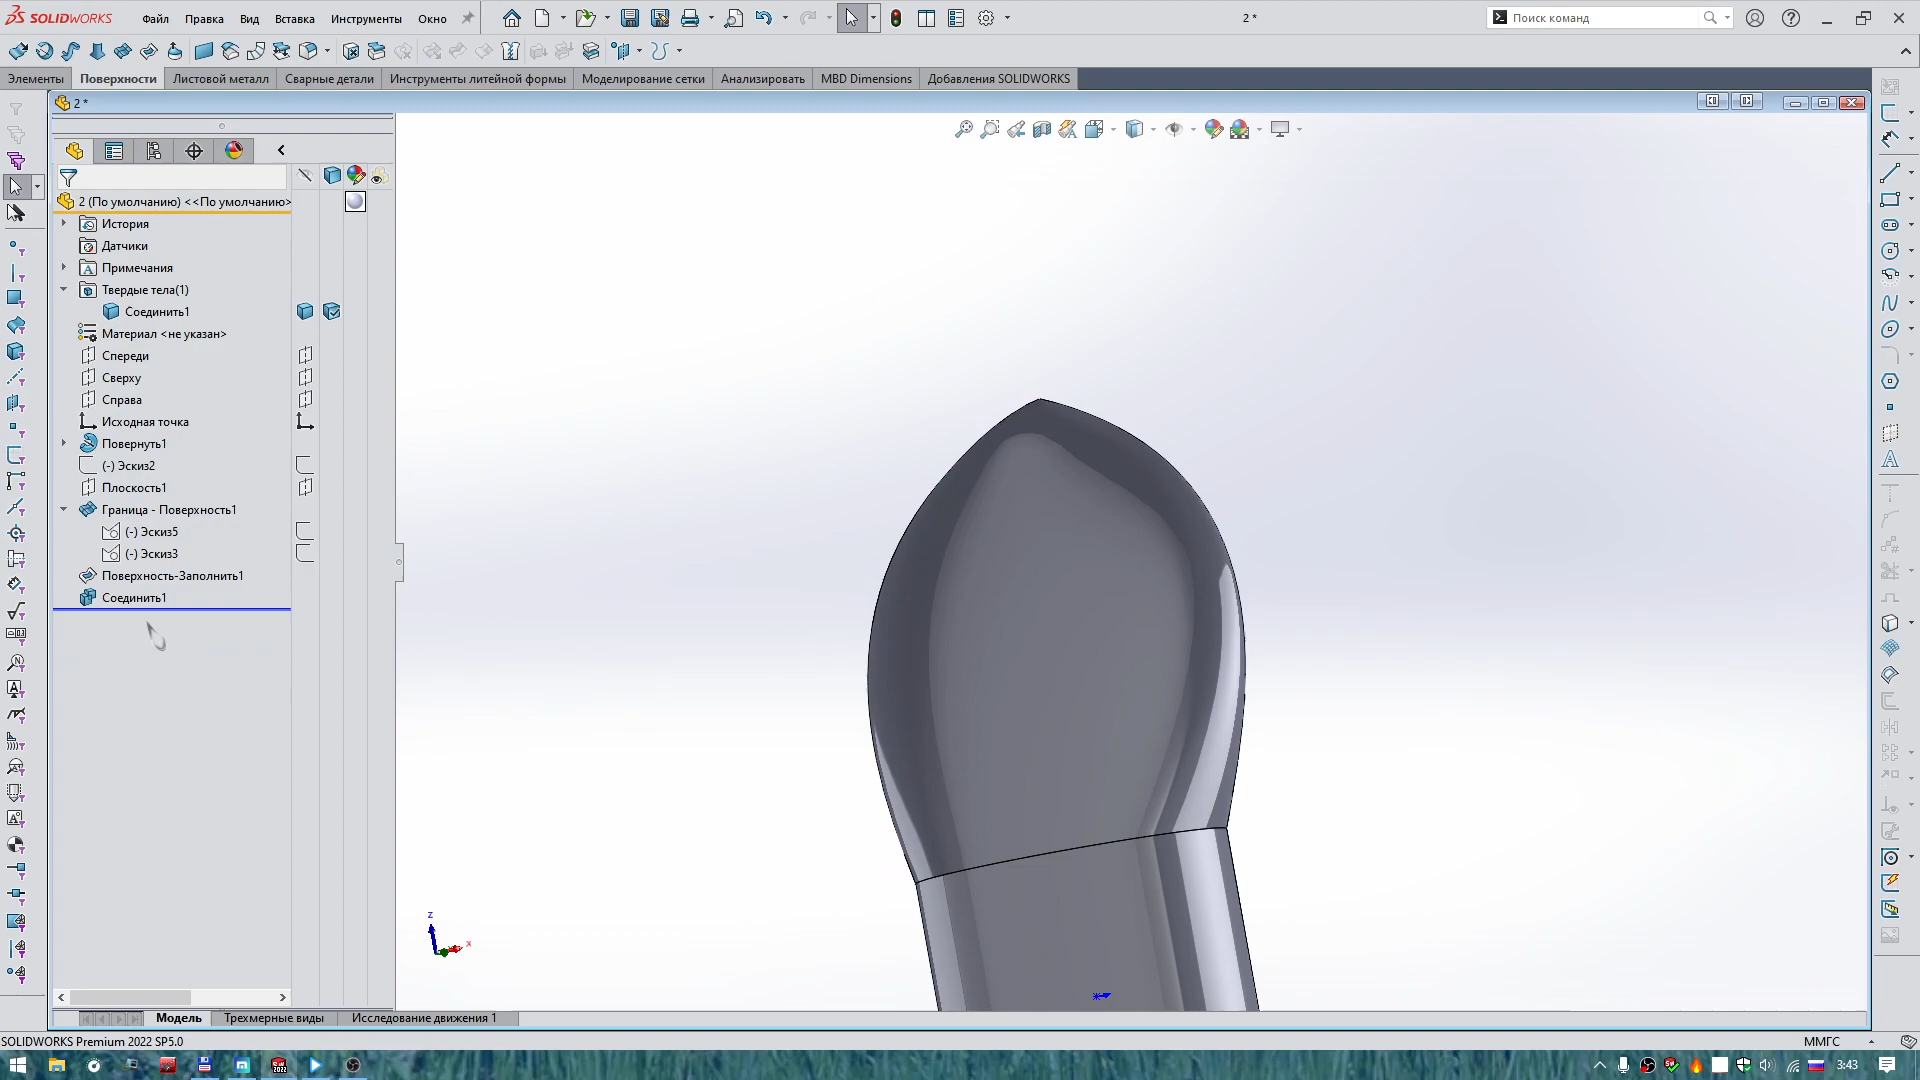 SOLIDWORKS
Файл
Правка
Вид
Вставка
Инструменты
Окно
2 *
Поиск команд
Элементы
Поверхности
Листовой металл
Сварные детали
Инструменты литейной формы
Моделирование сетки
Анализировать
MBD Dimensions
Добавления SOLIDWORKS
2 *
2 (По умолчанию) <<По умолчанию>
История
Датчики
Примечания
Твердые тела(1)
Соединить1
Материал <не указан>
Спереди
Сверху
Справа
Исходная точка
Повернуть1
(-) Эскиз2
Плоскость1
Граница - Поверхность1
(-) Эскиз5
(-) Эскиз3
Поверхность-Заполнить1
Соединить1
z
x
Модель
Трехмерные виды
Исследование движения 1
SOLIDWORKS Premium 2022 SP5.0
ММГС
3:43